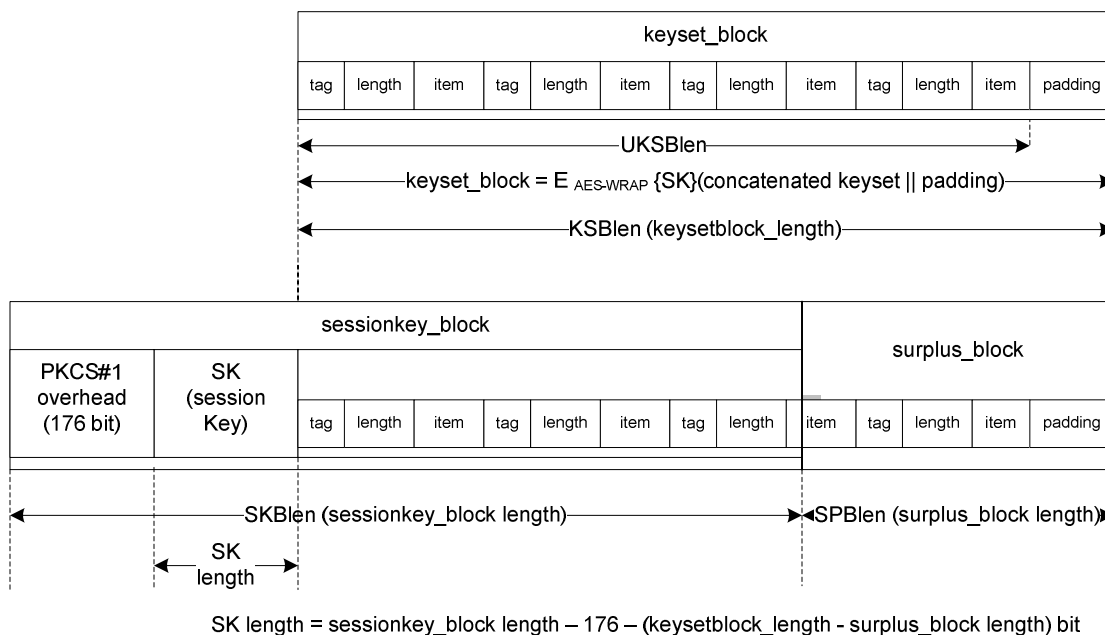 keyset_block
tag length item tag length item tag length item tag length item padding
UKSBlen
keyset_block = E AES-WRAP {SK}(concatenated keyset || padding)
KSBlen (keysetblock_length)
sessionkey_block
surplus_block
PKCS#1
overhead
(176 bit)
SK
(session
Key)
tag length item tag length item tag length item tag length item padding
SKBlen (sessionkey_block length)
SPBlen (surplus_block length)
SK
length
SK length = sessionkey_block length – 176 – (keysetblock_length - surplus_block length) bit